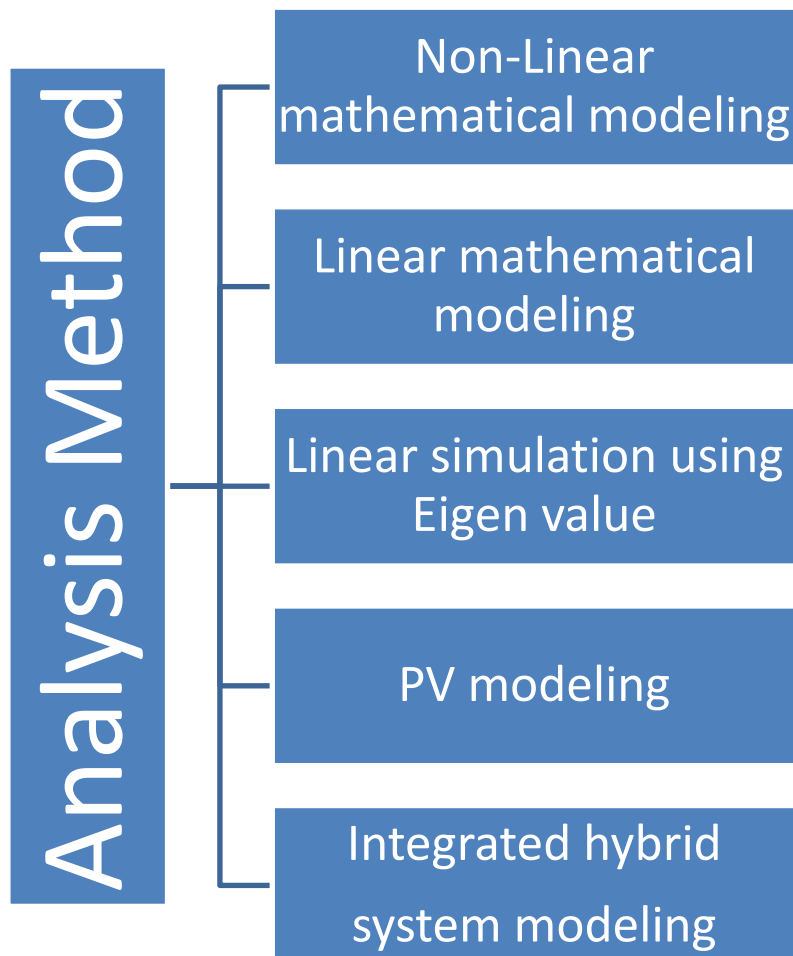 Analysis Method
Non-Linear
mathematical modeling
Linear mathematical
modeling
Linear simulation using
Eigen value
PV modeling
Integrated hybrid
system modeling